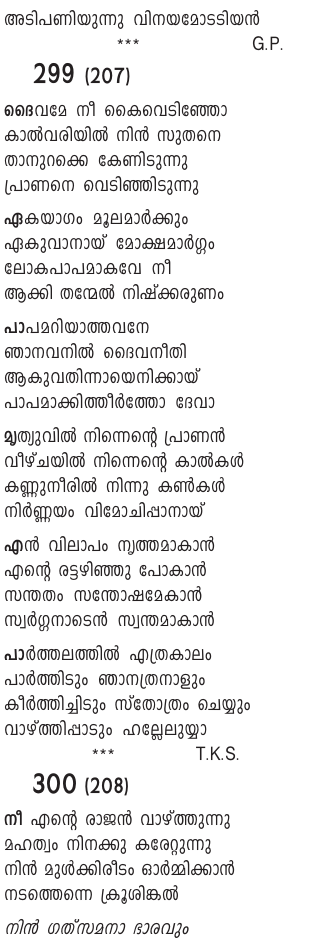 അടിപണിയുന്നു വിനയമോടടിയൻ
*** G.P.
299 (207)
ദൈവമേ നീ കൈവെടിഞ്ഞോ
കാൽവരിയിൽ നിൻ സുതനെ
താനുറക്കെ കേണിടുന്നു
പ്രാണനെ വെടിഞ്ഞിടുന്നു
ഏകയാഗം മൂലമാർക്കും
ഏകുവാനായ് മോക്ഷമാർഗ്ഗം
ലോകപാപമാകവേ നീ
ആക്കി തന്മേൽ നിഷ്ക്കരുണം
പാപമറിയാത്തവനേ
ഞാനവനിൽ ദൈവനീതി
ആകുവതിന്നായെനിക്കായ്
പാപമാക്കിത്തീർത്തോ ദേവാ
മൃത്യുവിൽ നിന്നെന്റെ പ്രാണൻ
വീഴ്ചയിൽ നിന്നെന്റെ കാൽകൾ
കണ്ണുനീരിൽ നിന്നു കൺകൾ
നിർണ്ണയം വിമോചിപ്പാനായ്
എൻ വിലാപം നൃത്തമാകാൻ
എന്റെ രട്ടഴിഞ്ഞു പോകാൻ
സന്തതം സന്തോഷമേകാൻ
സ്വർഗ്ഗനാടെൻ സ്വന്തമാകാൻ
പാർത്തലത്തിൽ എത്രകാലം
പാർത്തിടും ഞാനത്രനാളും
കീർത്തിച്ചിടും സ്തോത്രം ചെയ്യും
വാഴ്ത്തിപ്പാടും ഹല്ലേലുയ്യാ
*** T.K.S.
300 (208)
നീ എന്റെ രാജൻ വാഴ്ത്തുന്നു
മഹത്വം നിനക്കു കരേറ്റുന്നു
നിൻ മുൾക്കിരീടം ഓർമ്മിക്കാൻ
നടത്തെന്നെ ക്രൂശിങ്കൽ
നിൻ ഗത്സമനാ ഭാരവും